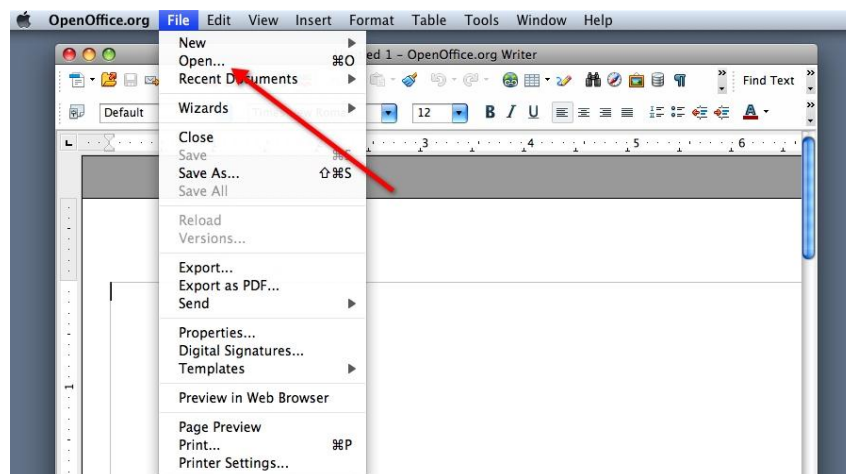 OpenOffice.org File Edit View Insert Format Table Tools Window Help
ed 1 – OpenOffice.org Writer
New
Open... ⌘O
Recent Documents
Find Text
Wizards
Default
12
B I U
A
Close
Save ⌘S
Save As... ⇧⌘S
Save All
3 4 5 6
Reload
Versions...
Export...
Export as PDF...
Send
Properties...
Digital Signatures...
Templates
1
Preview in Web Browser
Page Preview
Print... ⌘P
Printer Settings...